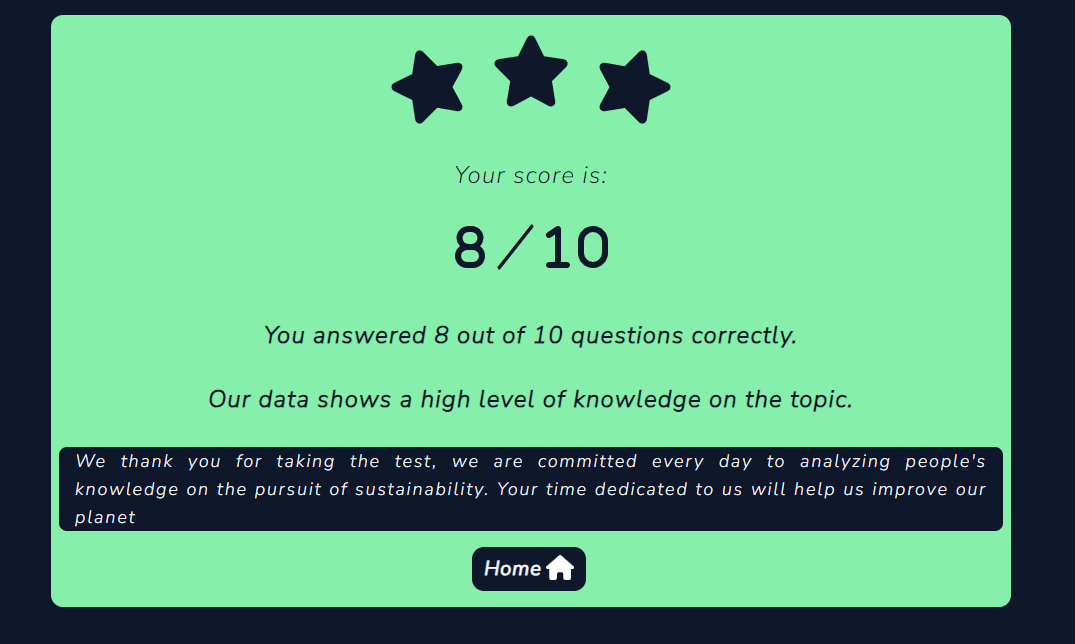 Your score is:
8/10
You answered 8 out of 10 questions correctly.
Our data shows a high level of knowledge on the topic.
We thank you for taking the test, we are committed every day to analyzing people's
knowledge on the pursuit of sustainability. Your time dedicated to us will help us improve our
planet
Home